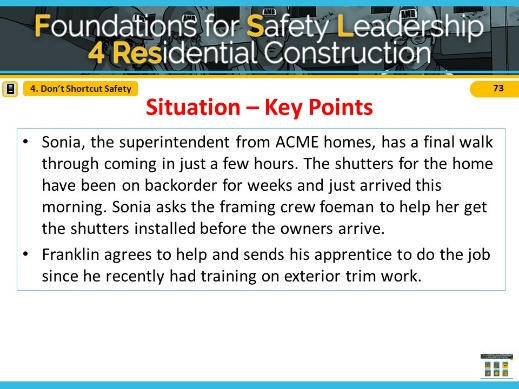 Foundations for Safety Leadership
4 Residential Construction
4. Don't Shortcut Safety
73
Situation – Key Points
• Sonia, the superintendent from ACME homes, has a final walk
through coming in just a few hours. The shutters for the home
have been on backorder for weeks and just arrived this
morning. Sonia asks the framing crew foeman to help her get
the shutters installed before the owners arrive.
• Franklin agrees to help and sends his apprentice to do the job
since he recently had training on exterior trim work.